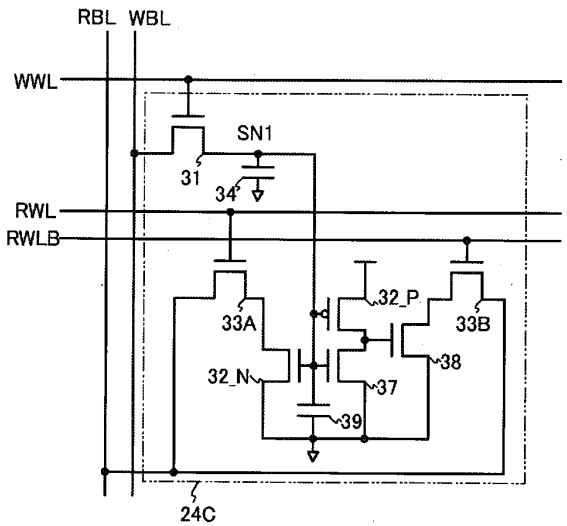 RBL WBL
WWL
SN1
31
34
RWL
RWLB
33A
32_P
33B
32_N
37
38
39
24C